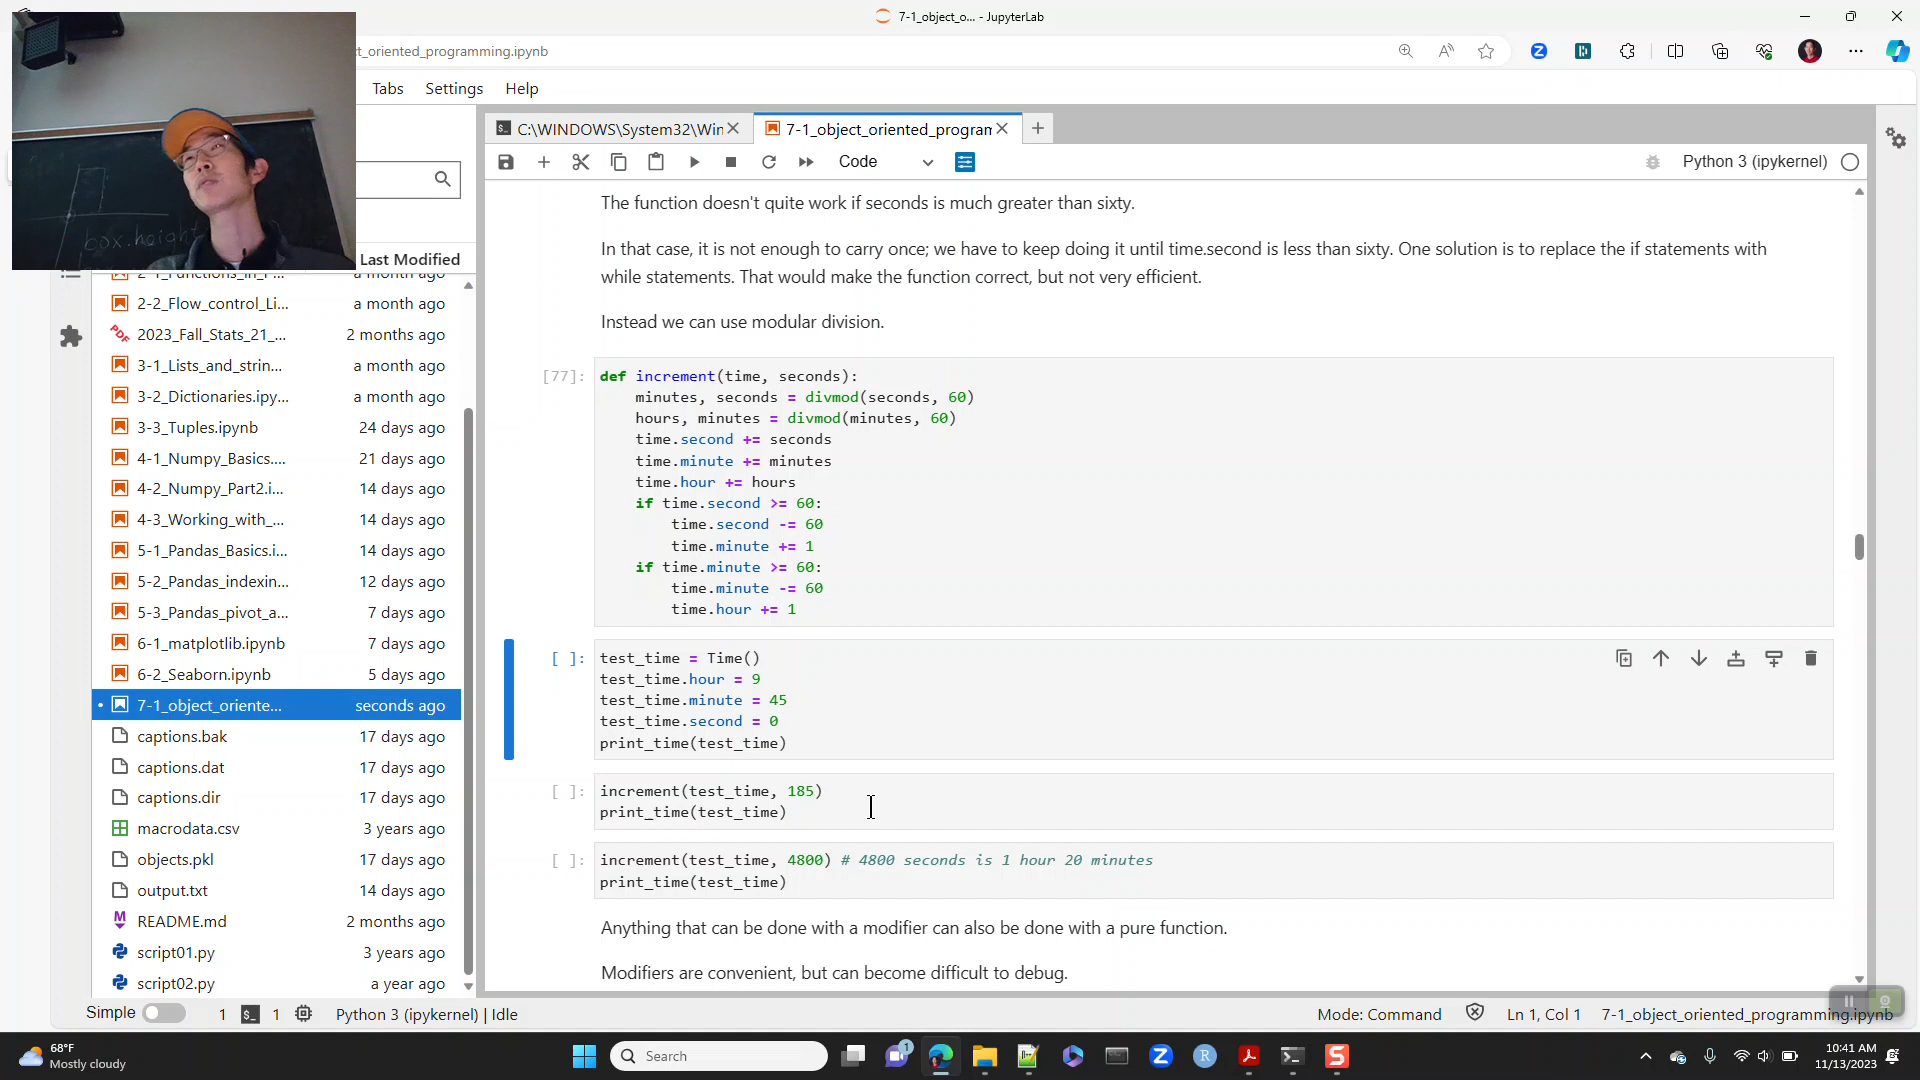 7-1_object_o... - JupyterLab
t_oriented_programming.ipynb
box.height
Tabs Settings Help
C:\WINDOWS\System32\Win
7-1_object_oriented_program
Code
Python 3 (ipykernel)
Last Modified
a month ago
2-2_Flow_control_Li... a month ago
2023_Fall_Stats_21_... 2 months ago
3-1_Lists_and_strin... a month ago
3-2_Dictionaries.ipy... a month ago
3-3_Tuples.ipynb 24 days ago
4-1_Numpy_Basics.... 21 days ago
4-2_Numpy_Part2.i... 14 days ago
4-3_Working_with_... 14 days ago
5-1_Pandas_Basics.i... 14 days ago
5-2_Pandas_indexin... 12 days ago
5-3_Pandas_pivot_a... 7 days ago
6-1_matplotlib.ipynb 7 days ago
6-2_Seaborn.ipynb 5 days ago
7-1_object_oriente... seconds ago
captions.bak 17 days ago
captions.dat 17 days ago
captions.dir 17 days ago
macrodata.csv 3 years ago
objects.pkl 17 days ago
output.txt 14 days ago
README.md 2 months ago
script01.py 3 years ago
script02.py a year ago
The function doesn't quite work if seconds is much greater than sixty.
In that case, it is not enough to carry once; we have to keep doing it until time.second is less than sixty. One solution is to replace the if statements with
while statements. That would make the function correct, but not very efficient.
Instead we can use modular division.
[77]: def increment(time, seconds):
minutes, seconds = divmod(seconds, 60)
hours, minutes = divmod(minutes, 60)
time.second += seconds
time.minute += minutes
time.hour += hours
if time.second >= 60:
time.second -= 60
time.minute += 1
if time.minute >= 60:
time.minute -= 60
time.hour += 1
[ ]: test_time = Time()
test_time.hour = 9
test_time.minute = 45
test_time.second = 0
print_time(test_time)
[ ]: increment(test_time, 185)
print_time(test_time)
[ ]: increment(test_time, 4800) # 4800 seconds is 1 hour 20 minutes
print_time(test_time)
Anything that can be done with a modifier can also be done with a pure function.
Modifiers are convenient, but can become difficult to debug.
Simple 1 1 Python 3 (ipykernel) | Idle
Mode: Command Ln 1, Col 1 7-1_object_oriented_programming.ipynb
68°F
Mostly cloudy
Search
10:41 AM
11/13/2023